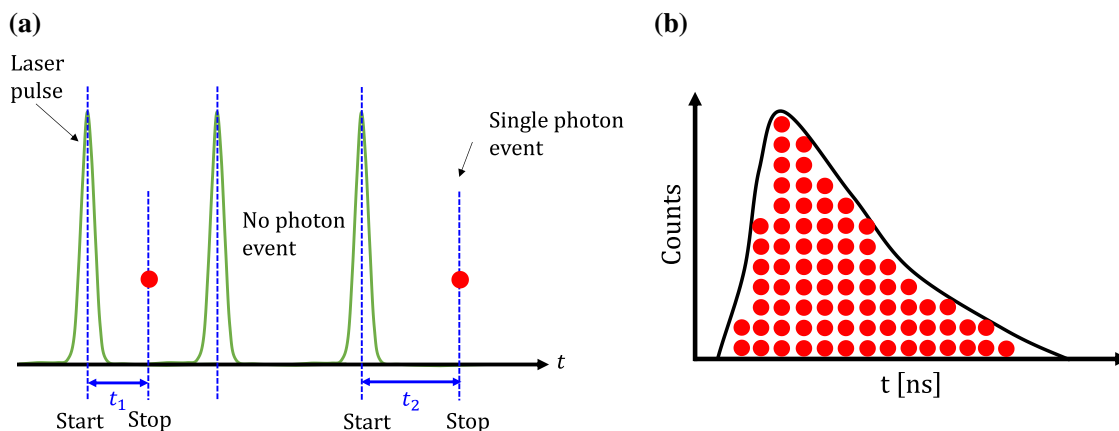 (a)
Laser
pulse
No photon
event
Single photon
event
t
t₁
t₂
Start
Stop
Start
Stop
(b)
Counts
t [ns]